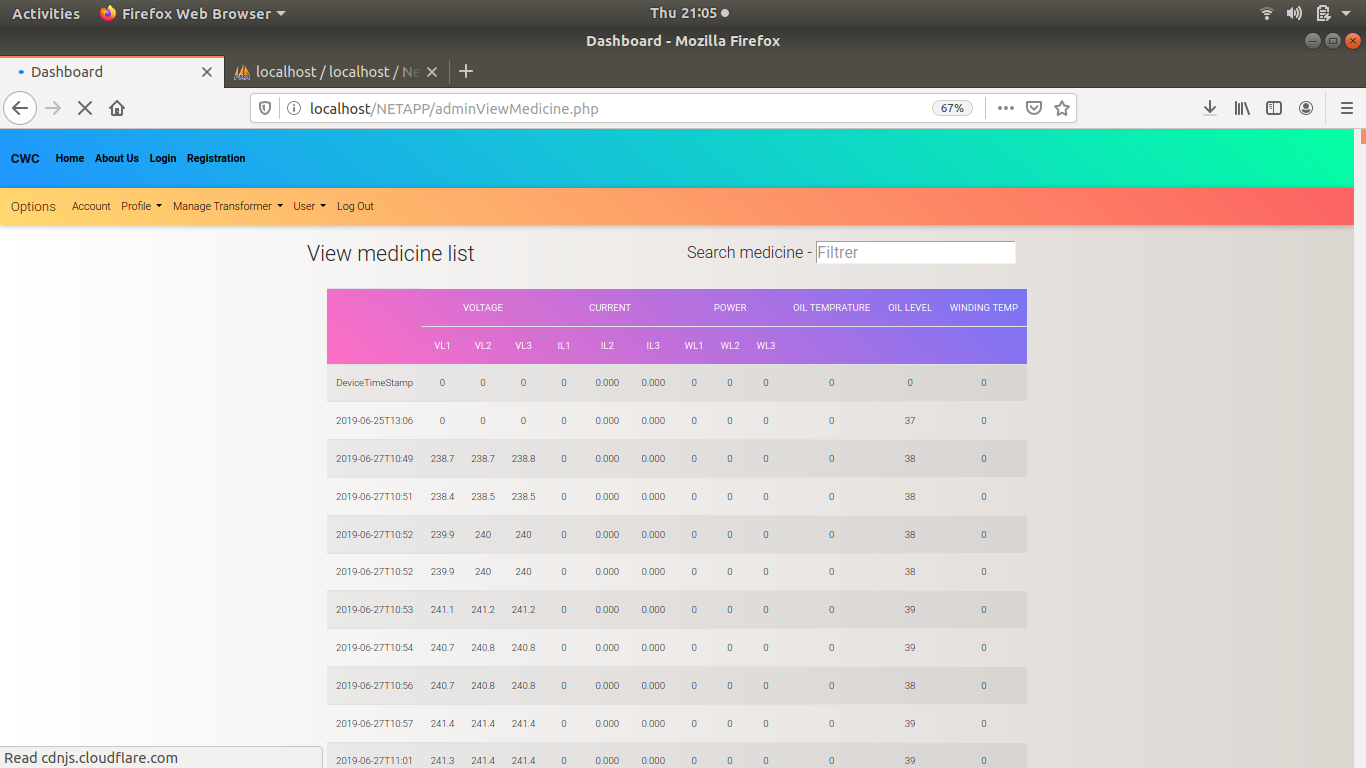 Activities Firefox Web Browser Thu 21:05
Dashboard - Mozilla Firefox
Dashboard localhost / localhost / Ne
localhost/NETAPP/adminViewMedicine.php 67%
CWC Home About Us Login Registration
Options Account Profile Manage Transformer User Log Out
View medicine list Search medicine - Filtrer
VOLTAGE CURRENT POWER OIL TEMPRATURE OIL LEVEL WINDING TEMP
VL1 VL2 VL3 IL1 IL2 IL3 WL1 WL2 WL3
DeviceTimeStamp 0 0 0 0 0.000 0.000 0 0 0 0 0 0
2019-06-25T13:06 0 0 0 0 0.000 0.000 0 0 0 0 37 0
2019-06-27T10:49 238.7 238.7 238.8 0 0.000 0.000 0 0 0 0 38 0
2019-06-27T10:51 238.4 238.5 238.5 0 0.000 0.000 0 0 0 0 38 0
2019-06-27T10:52 239.9 240 240 0 0.000 0.000 0 0 0 0 38 0
2019-06-27T10:52 239.9 240 240 0 0.000 0.000 0 0 0 0 38 0
2019-06-27T10:53 241.1 241.2 241.2 0 0.000 0.000 0 0 0 0 39 0
2019-06-27T10:54 240.7 240.8 240.8 0 0.000 0.000 0 0 0 0 39 0
2019-06-27T10:56 240.7 240.8 240.8 0 0.000 0.000 0 0 0 0 38 0
2019-06-27T10:57 241.4 241.4 241.4 0 0.000 0.000 0 0 0 0 39 0
2019-06-27T11:01 241.3 241.4 241.4 0 0.000 0.000 0 0 0 0 39 0
Read cdnjs.cloudflare.com